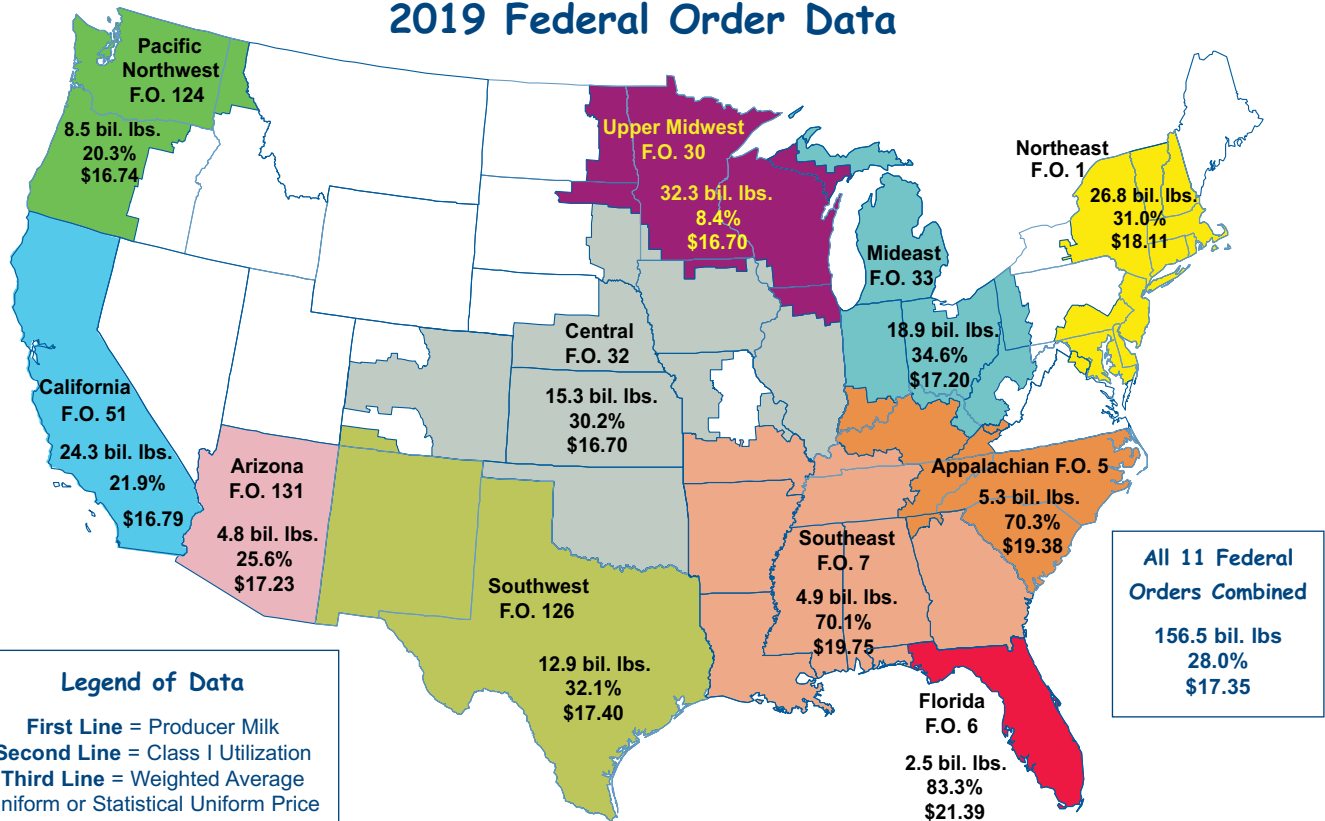 2019 Federal Order Data
Pacific
Northwest
F.O. 124
8.5 bil. lbs.
20.3%
$16.74
Upper Midwest
F.O. 30
32.3 bil. lbs.
8.4%
$16.70
Northeast
F.O. 1
26.8 bil. lbs.
31.0%
$18.11
Mideast
F.O. 33
18.9 bil. lbs.
34.6%
$17.20
Central
F.O. 32
15.3 bil. lbs.
30.2%
$16.70
California
F.O. 51
24.3 bil. lbs.
21.9%
$16.79
Arizona
F.O. 131
4.8 bil. lbs.
25.6%
$17.23
Appalachian F.O. 5
5.3 bil. lbs.
70.3%
$19.38
Southeast
F.O. 7
4.9 bil. lbs.
70.1%
$19.75
Southwest
F.O. 126
12.9 bil. lbs.
32.1%
$17.40
Florida
F.O. 6
2.5 bil. lbs.
83.3%
$21.39
All 11 Federal
Orders Combined
156.5 bil. lbs
28.0%
$17.35
Legend of Data
First Line = Producer Milk
Second Line = Class I Utilization
Third Line = Weighted Average
niform or Statistical Uniform Price